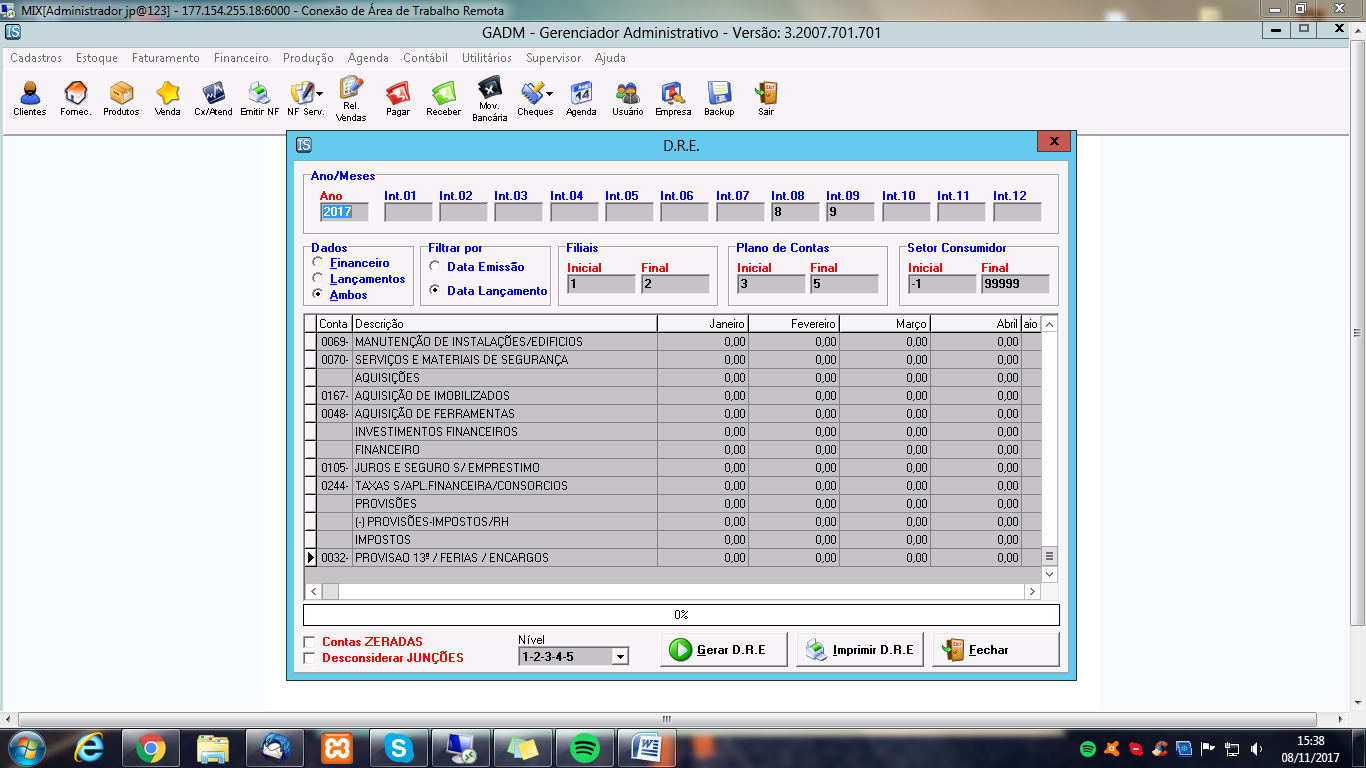 MIX[Administrador jp@123] - 177.154.255.18:6000 - Conexão de Área de Trabalho Remota
IS
GADM - Gerenciador Administrativo - Versão: 3.2007.701.701
Cadastros Estoque Faturamento Financeiro Produção Agenda Contábil Utilitários Supervisor Ajuda
Clientes Fornec. Produtos Venda Cx/Atend Emitir NF NF Serv. Rel. Vendas Pagar Receber Mov. Bancária Cheques Agenda Usuário Empresa Backup Sair
IS
D.R.E.
Ano/Meses
Ano Int.01 Int.02 Int.03 Int.04 Int.05 Int.06 Int.07 Int.08 Int.09 Int.10 Int.11 Int.12
2017 8 9
Dados Filtrar por Filiais Plano de Contas Setor Consumidor
Financeiro Data Emissão Inicial Final Inicial Final Inicial Final
Lançamentos 1 2 3 5 -1 99999
Ambos Data Lançamento
Conta Descrição Janeiro Fevereiro Março Abril aio
0069- MANUTENÇÃO DE INSTALAÇÕES/EDIFICIOS 0,00 0,00 0,00 0,00
0070- SERVIÇOS E MATERIAIS DE SEGURANÇA 0,00 0,00 0,00 0,00
AQUISIÇÕES 0,00 0,00 0,00 0,00
0167- AQUISIÇÃO DE IMOBILIZADOS 0,00 0,00 0,00 0,00
0048- AQUISIÇÃO DE FERRAMENTAS 0,00 0,00 0,00 0,00
INVESTIMENTOS FINANCEIROS 0,00 0,00 0,00 0,00
FINANCEIRO 0,00 0,00 0,00 0,00
0105- JUROS E SEGURO S/ EMPRESTIMO 0,00 0,00 0,00 0,00
0244- TAXAS S/APL.FINANCEIRA/CONSORCIOS 0,00 0,00 0,00 0,00
PROVISÕES 0,00 0,00 0,00 0,00
(-) PROVISÕES-IMPOSTOS/RH 0,00 0,00 0,00 0,00
IMPOSTOS 0,00 0,00 0,00 0,00
0032- PROVISAO 13º / FERIAS / ENCARGOS 0,00 0,00 0,00 0,00
0%
Contas ZERADAS
Desconsiderar JUNÇÕES
Nível
1-2-3-4-5
Gerar D.R.E Imprimir D.R.E Fechar
15:38
08/11/2017